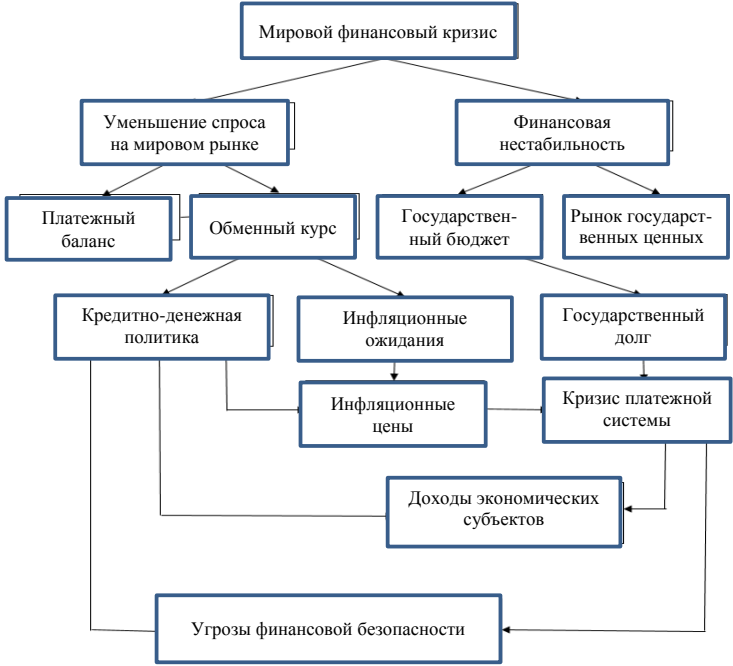 Мировой финансовый кризис
Уменьшение спроса
на мировом рынке
Финансовая
нестабильность
Платежный
баланс
Обменный курс
Государствен-
ный бюджет
Рынок государст-
венных ценных
Кредитно-денежная
политика
Инфляционные
ожидания
Государственный
долг
Инфляционные
цены
Кризис платежной
системы
Доходы экономических
субъектов
Угрозы финансовой безопасности